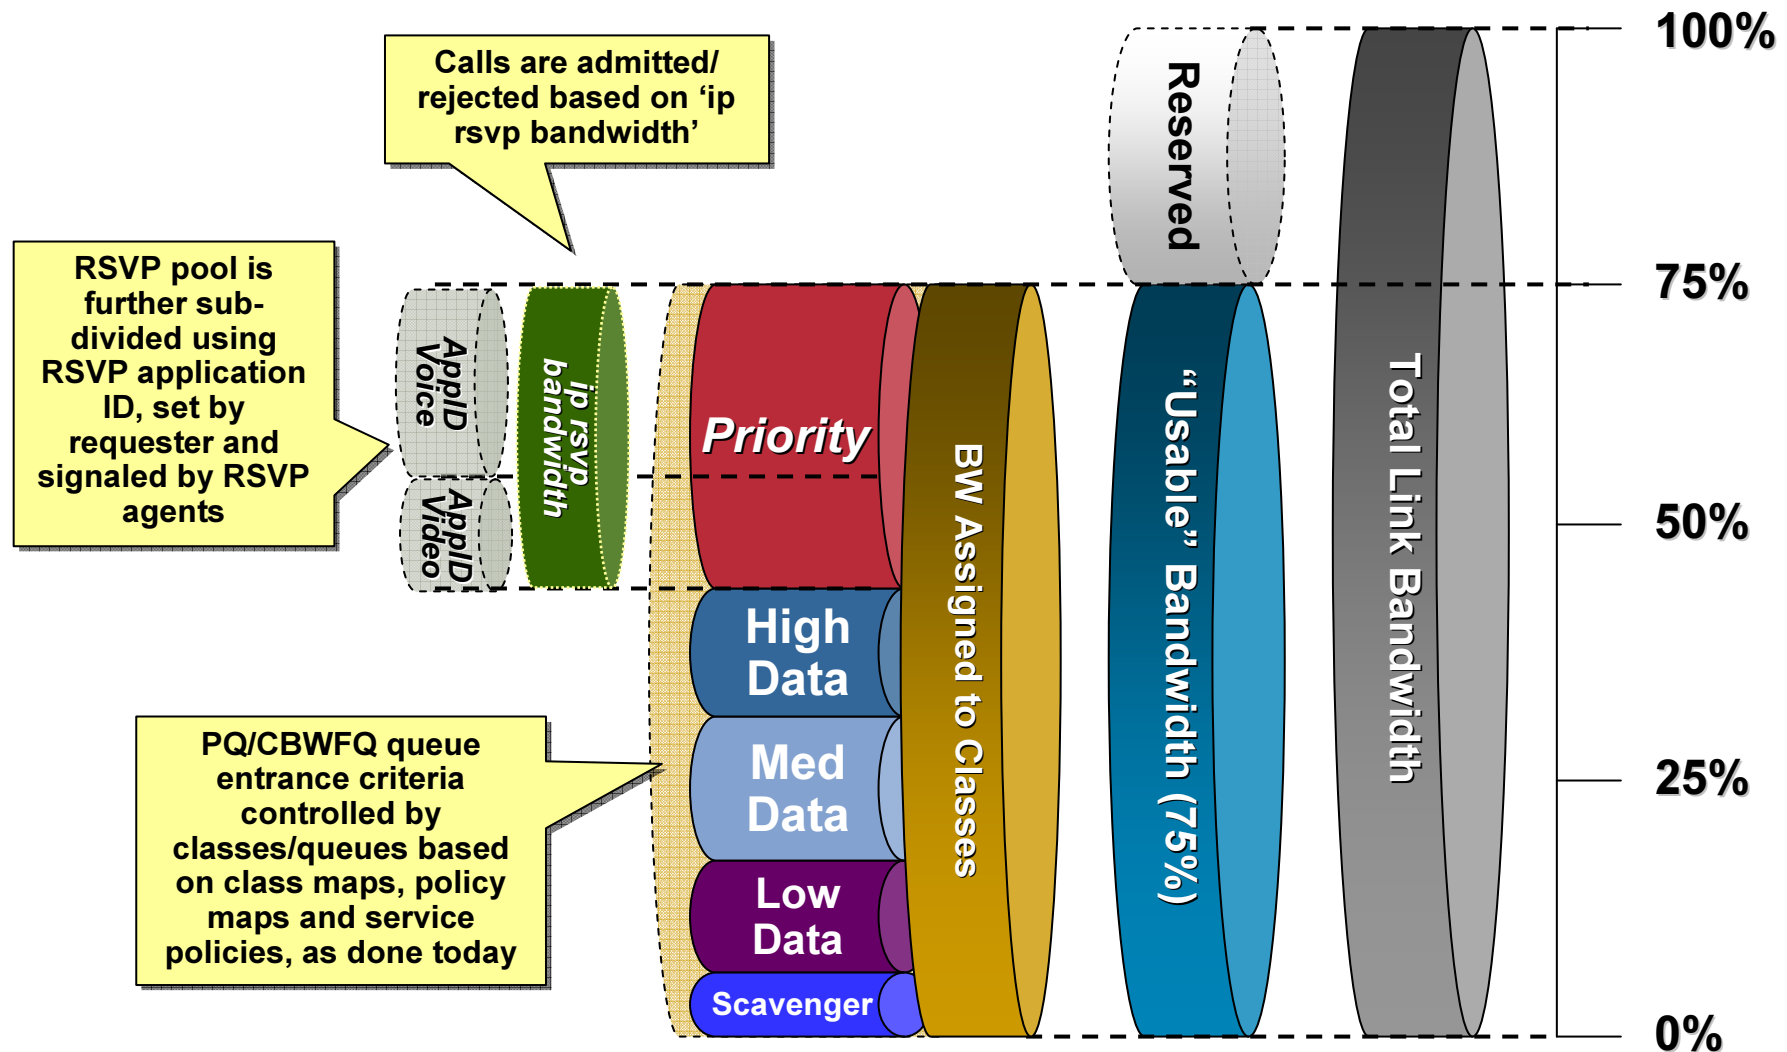 Calls are admitted/
rejected based on ‘ip
rsvp bandwidth’
RSVP pool is
further sub-
divided using
RSVP application
ID, set by
requester and
signaled by RSVP
agents
PQ/CBWFQ queue
entrance criteria
controlled by
classes/queues based
on class maps, policy
maps and service
policies, as done today
AppID
Voice
AppID
Video
ip rsvp
bandwidth
Priority
High
Data
Med
Data
Low
Data
Scavenger
BW Assigned to Classes
Reserved
“Usable” Bandwidth (75%)
Total Link Bandwidth
100%
75%
50%
25%
0%